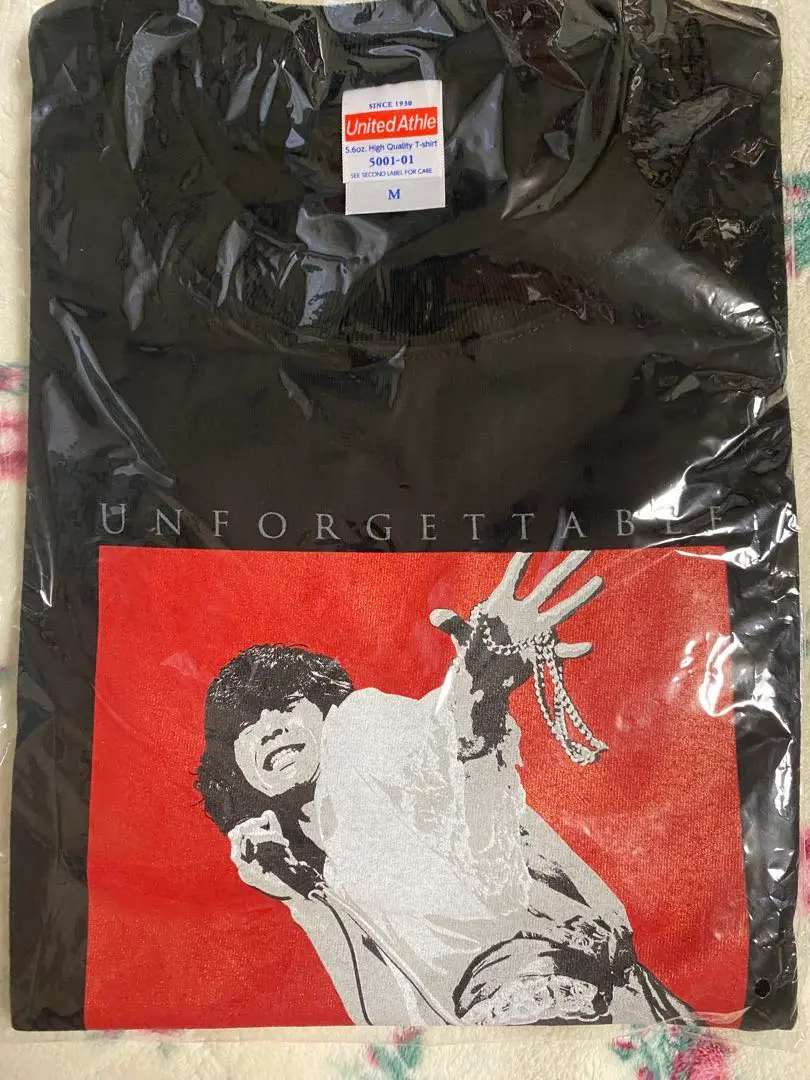 SINCE 1930
United Athle
5.6oz. High Quality T-shirt
5001-01
SEE SECOND LABEL FOR CARE
M
UNFORGETTABLE